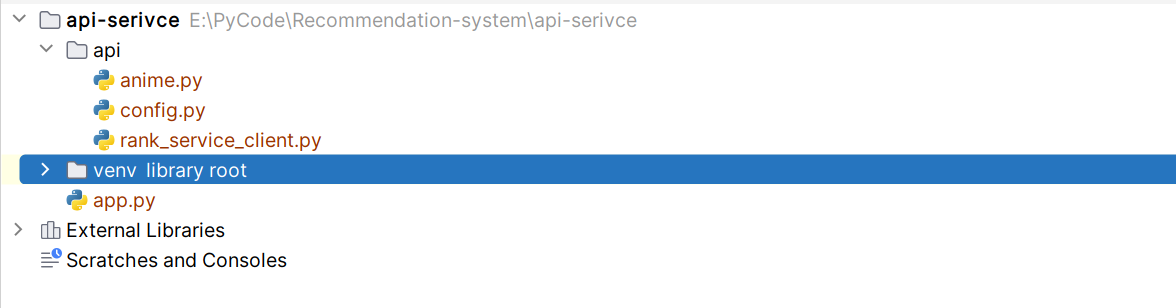 api-serivce E:\PyCode\Recommendation-system\api-serivce
api
anime.py
config.py
rank_service_client.py
venv library root
app.py
External Libraries
Scratches and Consoles